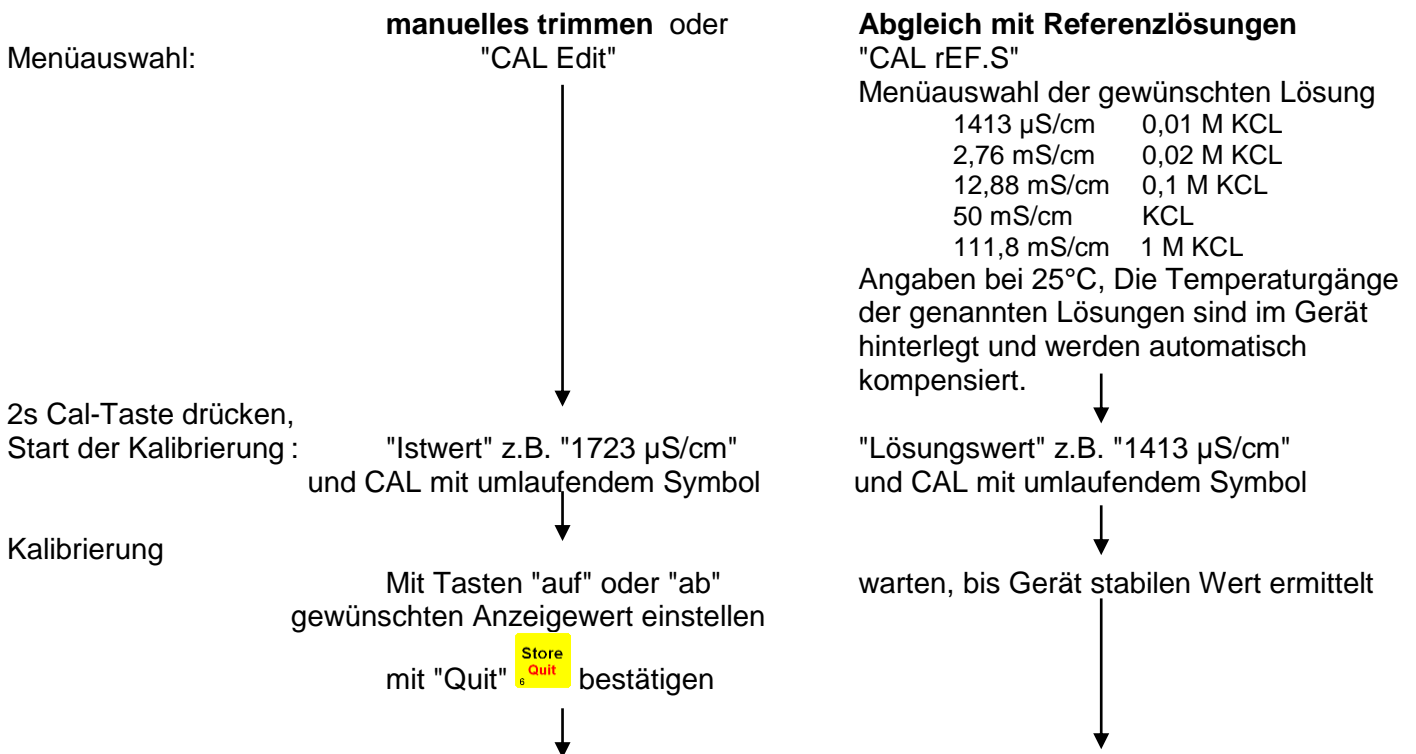 manuelles trimmen oder Abgleich mit Referenzlösungen
Menüauswahl: "CAL Edit" "CAL rEF.S"
Menüauswahl der gewünschten Lösung
1413 µS/cm 0,01 M KCL
2,76 mS/cm 0,02 M KCL
12,88 mS/cm 0,1 M KCL
50 mS/cm KCL
111,8 mS/cm 1 M KCL
Angaben bei 25°C, Die Temperaturgänge
der genannten Lösungen sind im Gerät
hinterlegt und werden automatisch
kompensiert.
2s Cal-Taste drücken,
Start der Kalibrierung : "Istwert" z.B. "1723 µS/cm" "Lösungswert" z.B. "1413 µS/cm"
und CAL mit umlaufendem Symbol und CAL mit umlaufendem Symbol
Kalibrierung
Mit Tasten "auf" oder "ab" warten, bis Gerät stabilen Wert ermittelt
gewünschten Anzeigewert einstellen
Store
mit "Quit" Quit bestätigen
6